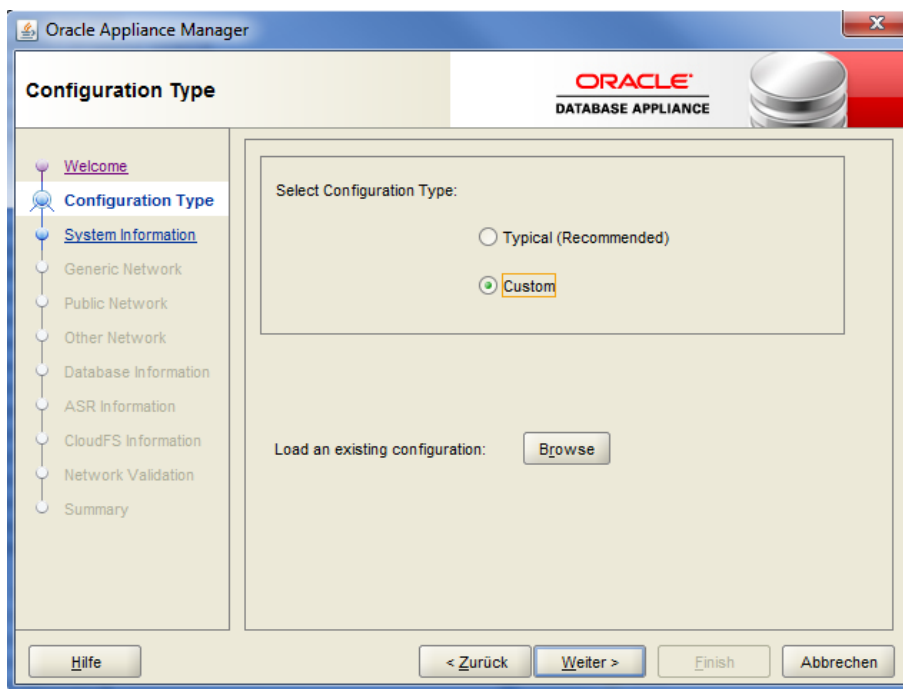 Oracle Appliance Manager
Configuration Type
ORACLE®
DATABASE APPLIANCE
Welcome
Configuration Type
System Information
Generic Network
Public Network
Other Network
Database Information
ASR Information
CloudFS Information
Network Validation
Summary
Select Configuration Type:
Typical (Recommended)
Custom
Load an existing configuration:
Browse
Hilfe
< Zurück
Weiter >
Finish
Abbrechen